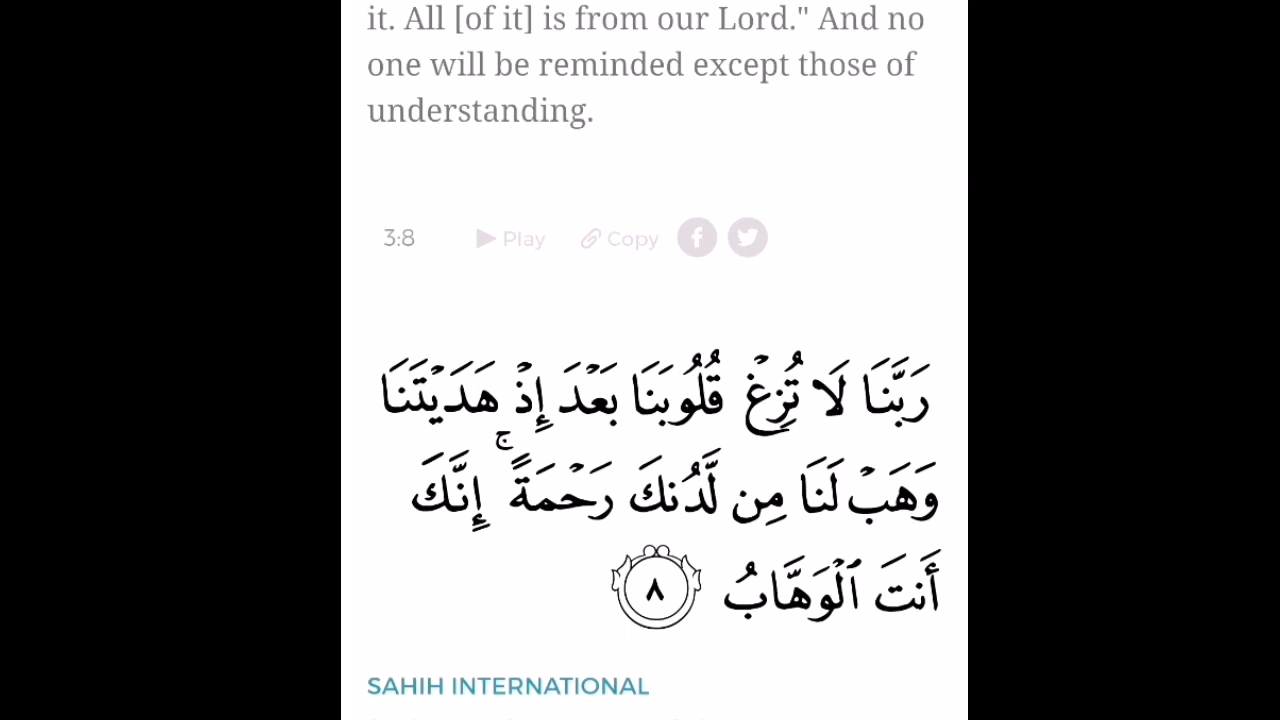 it. All [of it] is from our Lord." And no
one will be reminded except those of
understanding.
3:8 Play Copy
رَبَّنَا لَا تُزِغْ قُلُوبَنَا بَعْدَ إِذْ هَدَيْتَنَا
وَهَبْ لَنَا مِن لَّدُنكَ رَحْمَةً ۚ إِنَّكَ
أَنتَ ٱلْوَهَّابُ ٨
SAHIH INTERNATIONAL